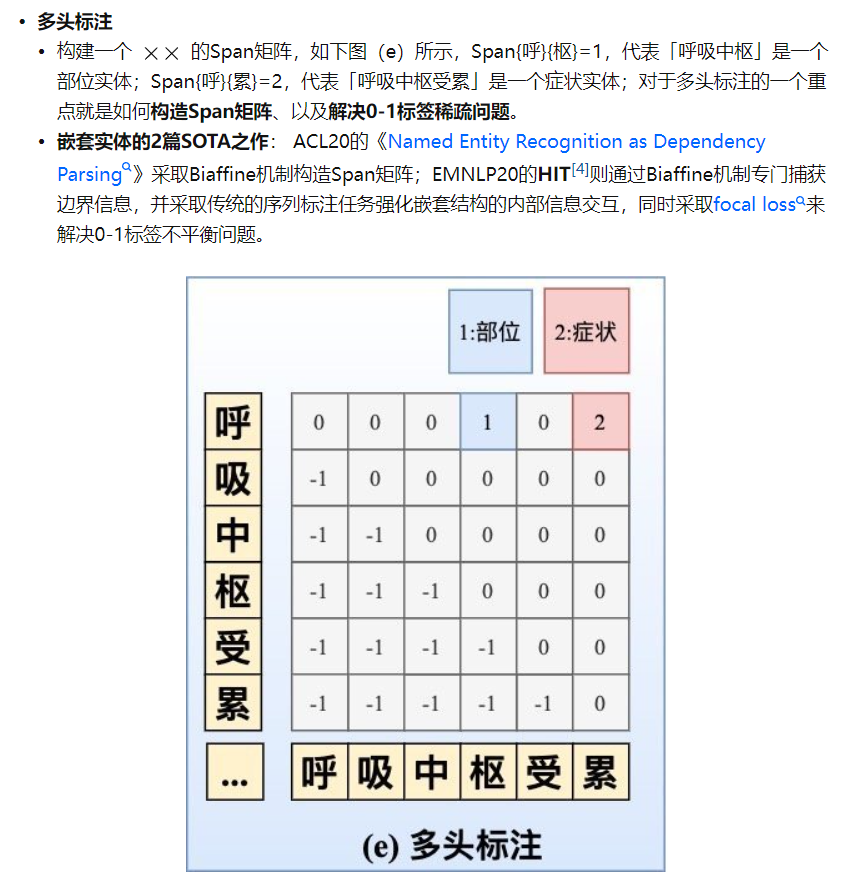 • 多头标注
• 构建一个 ×× 的Span矩阵，如下图（e）所示，Span{呼}{枢}=1，代表「呼吸中枢」是一个
部位实体；Span{呼}{累}=2，代表「呼吸中枢受累」是一个症状实体；对于多头标注的一个重
点就是如何构造Span矩阵、以及解决0-1标签稀疏问题。
• 嵌套实体的2篇SOTA之作： ACL20的《Named Entity Recognition as Dependency
Parsing》采取Biaffine机制构造Span矩阵；EMNLP20的HIT[4]则通过Biaffine机制专门捕获
边界信息，并采取传统的序列标注任务强化嵌套结构的内部信息交互，同时采取focal loss来
解决0-1标签不平衡问题。
1:部位 2:症状
呼 0 0 0 1 0 2
吸 -1 0 0 0 0 0
中 -1 -1 0 0 0 0
枢 -1 -1 -1 0 0 0
受 -1 -1 -1 -1 0 0
累 -1 -1 -1 -1 -1 0
... 呼 吸 中 枢 受 累
(e) 多头标注